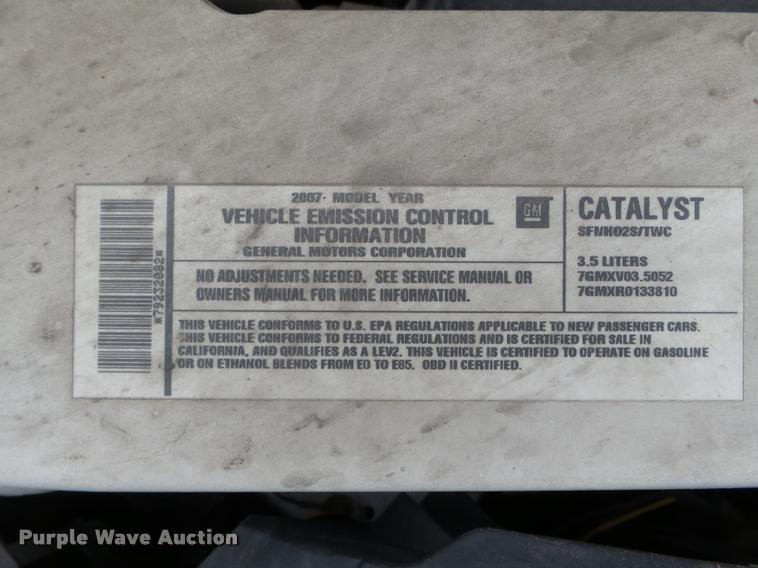 2007 MODEL YEAR
VEHICLE EMISSION CONTROL
INFORMATION
GENERAL MOTORS CORPORATION
GM
NO ADJUSTMENTS NEEDED. SEE SERVICE MANUAL OR
OWNERS MANUAL FOR MORE INFORMATION.
CATALYST
SFI/HO2S/TWC
3.5 LITERS
7GMXV03.5052
7GMXR0133810
*79232082*
THIS VEHICLE CONFORMS TO U.S. EPA REGULATIONS APPLICABLE TO NEW PASSENGER CARS.
THIS VEHICLE CONFORMS TO FEDERAL REGULATIONS AND IS CERTIFIED FOR SALE IN
CALIFORNIA, AND QUALIFIES AS A LEV2. THIS VEHICLE IS CERTIFIED TO OPERATE ON GASOLINE
OR ON ETHANOL BLENDS FROM E0 TO E85. OBD II CERTIFIED.
Purple Wave Auction